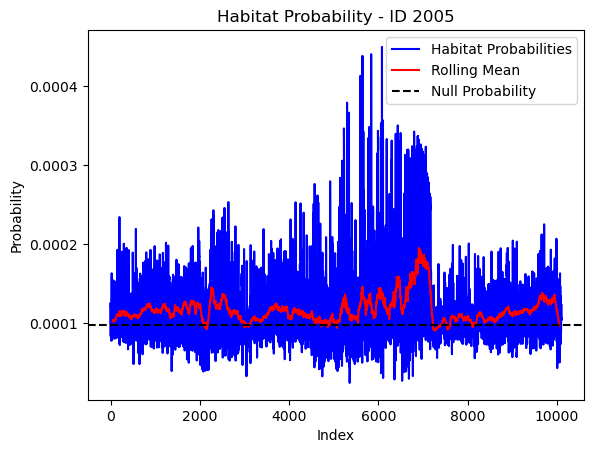 Habitat Probability - ID 2005
Habitat Probabilities
Rolling Mean
Null Probability
0.0004
0.0003
0.0002
0.0001
Probability
0 2000 4000 6000 8000 10000
Index